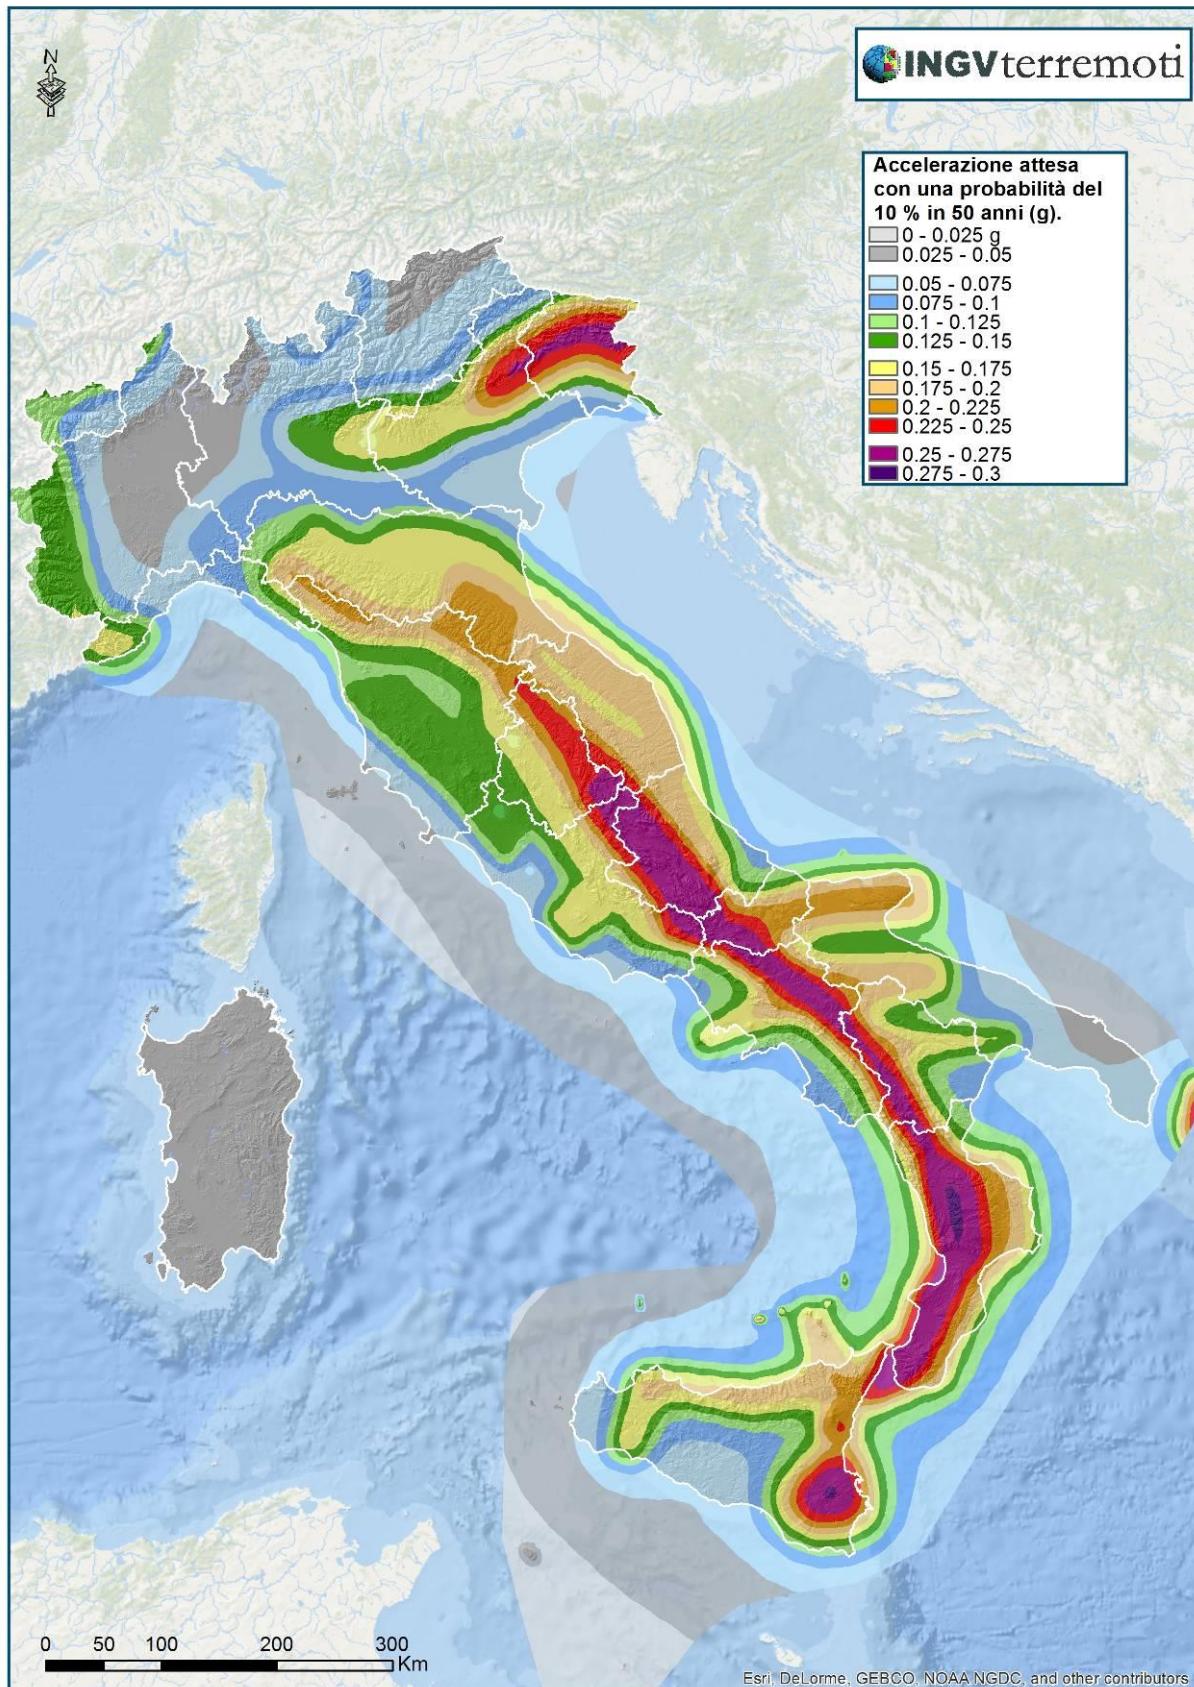 N
INGVterremoti
Accelerazione attesa
con una probabilità del
10 % in 50 anni (g).
0 - 0.025 g
0.025 - 0.05
0.05 - 0.075
0.075 - 0.1
0.1 - 0.125
0.125 - 0.15
0.15 - 0.175
0.175 - 0.2
0.2 - 0.225
0.225 - 0.25
0.25 - 0.275
0.275 - 0.3
0 50 100 200 300
Km
Esri, DeLorme, GEBCO, NOAA NGDC, and other contributors